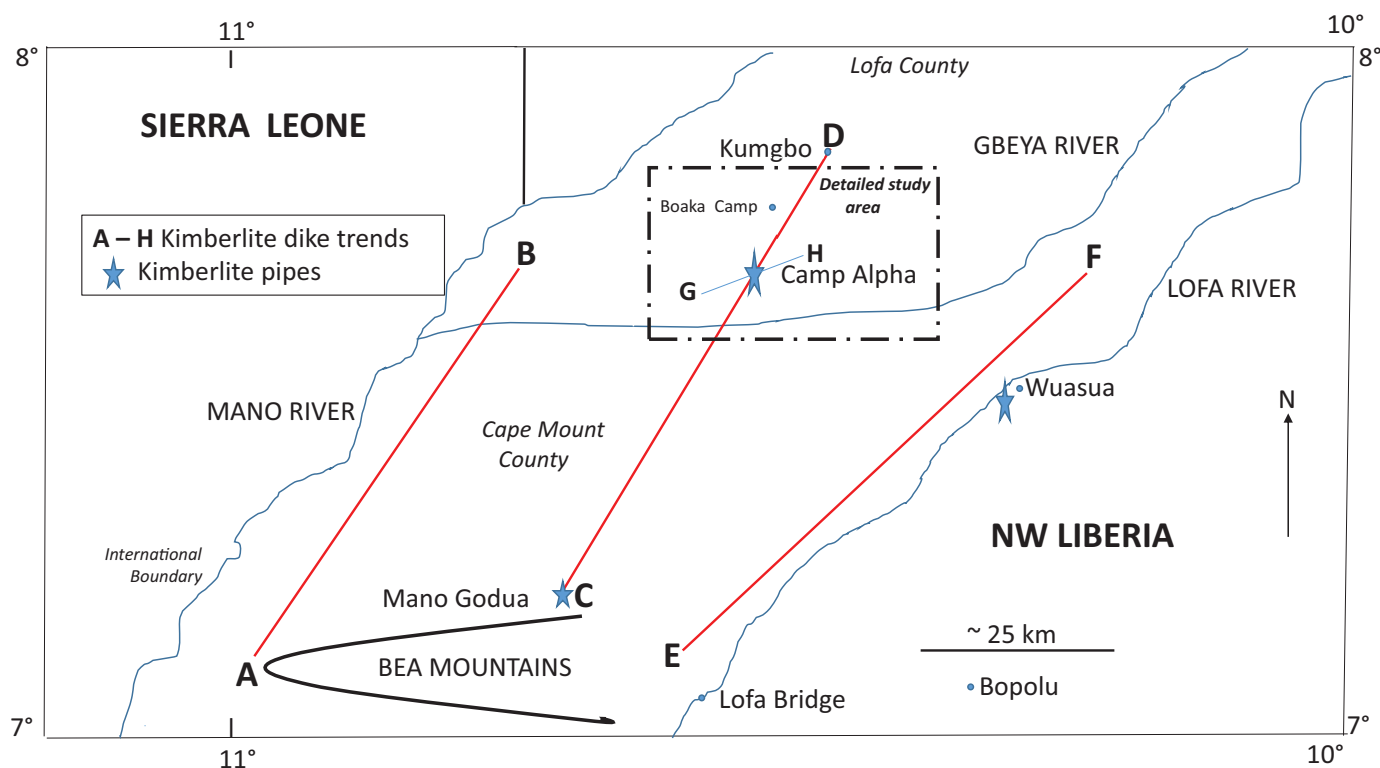 11°
10°
8°
8°
Lofa County
SIERRA LEONE
D
Kumgbo
GBEYA RIVER
Detailed study
area
Boaka Camp
A – H Kimberlite dike trends
Kimberlite pipes
B
H
F
Camp Alpha
G
LOFA RIVER
Wuasua
MANO RIVER
N
Cape Mount
County
NW LIBERIA
International
Boundary
Mano Godua
C
~ 25 km
E
BEA MOUNTAINS
A
Bopolu
Lofa Bridge
7°
7°
11°
10°